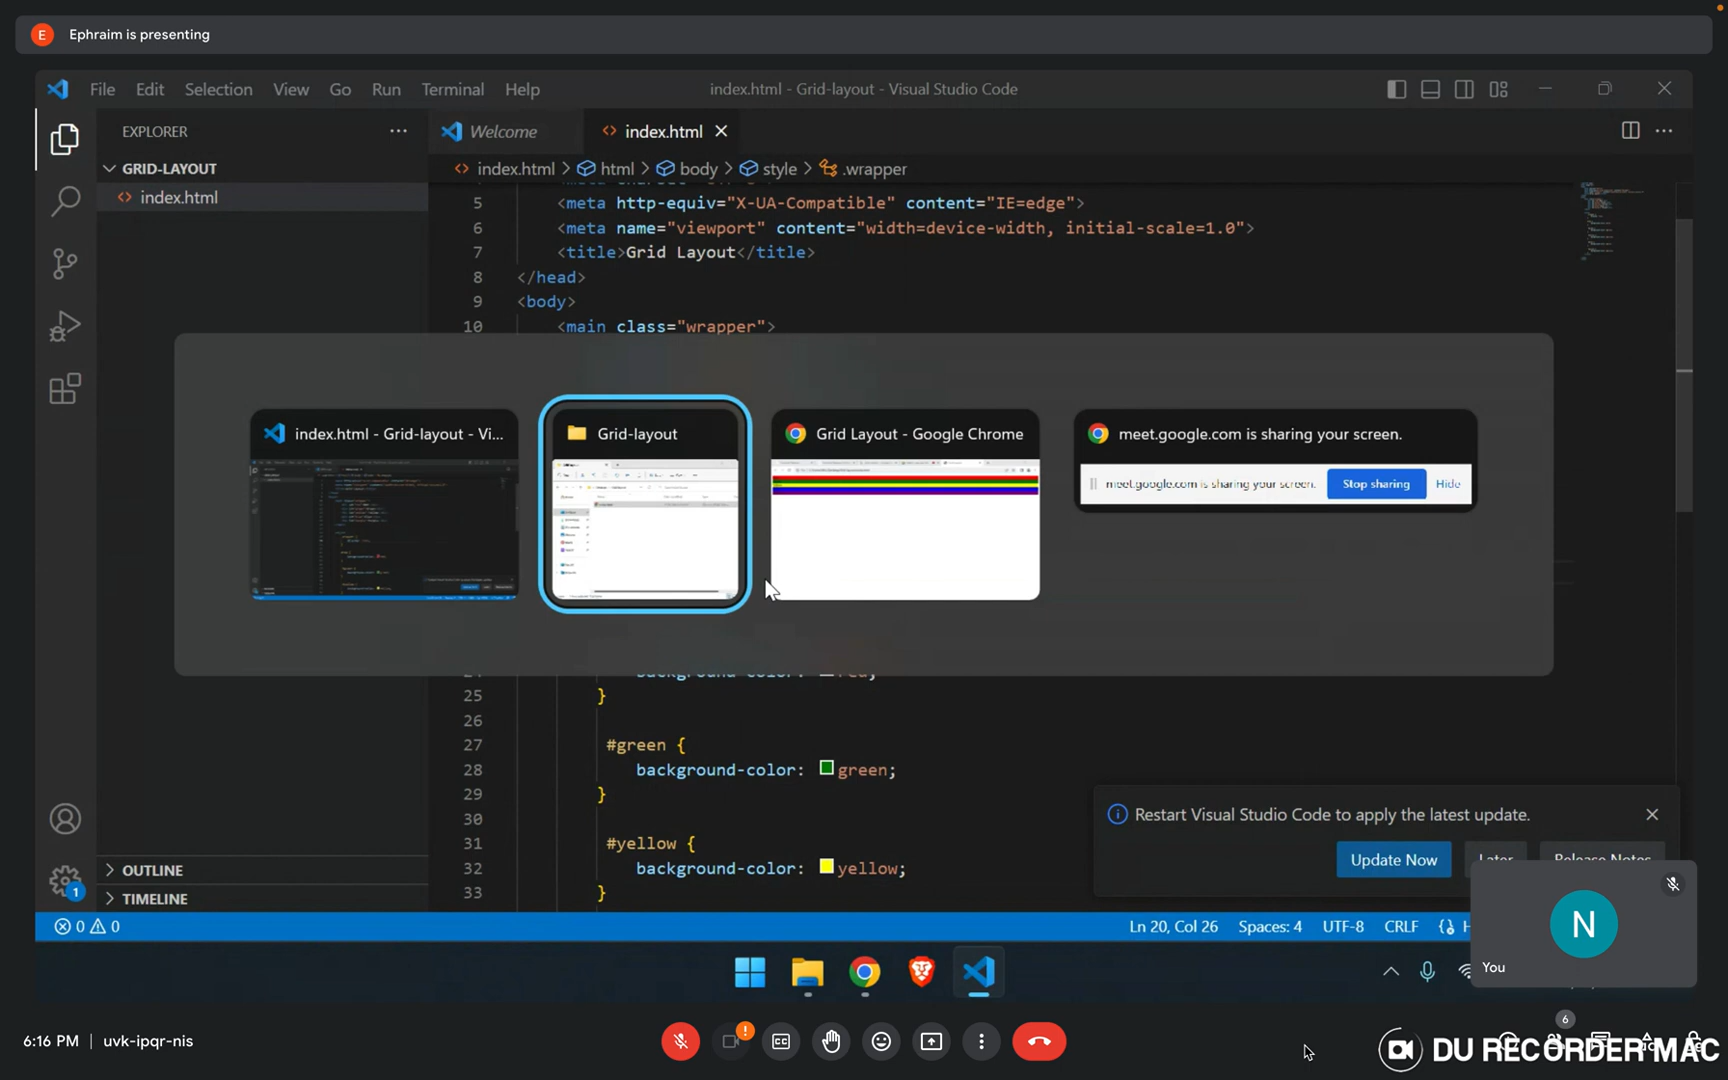 E Ephraim is presenting
File Edit Selection View Go Run Terminal Help index.html - Grid-layout - Visual Studio Code
EXPLORER Welcome index.html
GRID-LAYOUT index.html > html > body > style > .wrapper
index.html
5 <meta http-equiv="X-UA-Compatible" content="IE=edge">
6 <meta name="viewport" content="width=device-width, initial-scale=1.0">
7 <title>Grid Layout</title>
8 </head>
9 <body>
10 <main class="wrapper">
index.html - Grid-layout - Vi...
Grid-layout
Grid Layout - Google Chrome
meet.google.com is sharing your screen.
meet.google.com is sharing your screen. Stop sharing Hide
25 }
26
27 #green {
28 background-color: green;
29 }
30
31 #yellow {
32 background-color: yellow;
33 }
Restart Visual Studio Code to apply the latest update.
Update Now Later Release Notes
OUTLINE
TIMELINE
1
0 0 Ln 20, Col 26 Spaces: 4 UTF-8 CRLF
N
You
6:16 PM | uvk-ipqr-nis
6
DU RECORDER MAC